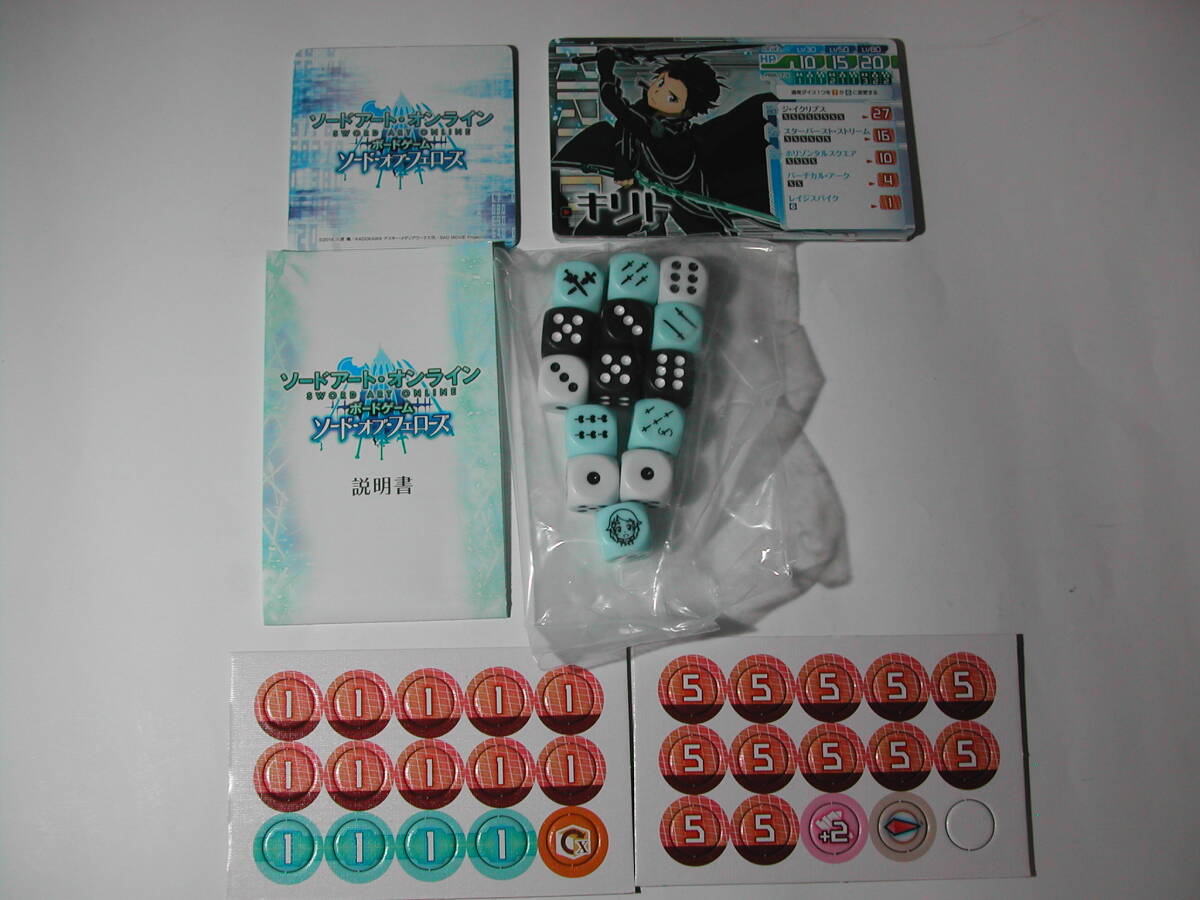 ソードアート・オンライン
SWORD ART ONLINE
ボードゲーム
ソード・オブ・フェローズ
キリト
HP
LV30 LV50 LV80
10 15 20
ジ・イクリプス
27
スターバースト・ストリーム
16
ホリゾンタルスクエア
10
バーチカル・アーク
4
レイジスパイク
6
1
ソードアート・オンライン
SWORD ART ONLINE
ボードゲーム
ソード・オブ・フェローズ
説明書
1 1 1 1 1
1 1 1 1 1
1 1 1 1 X
5 5 5 5 5
5 5 5 5 5
5 5 +2